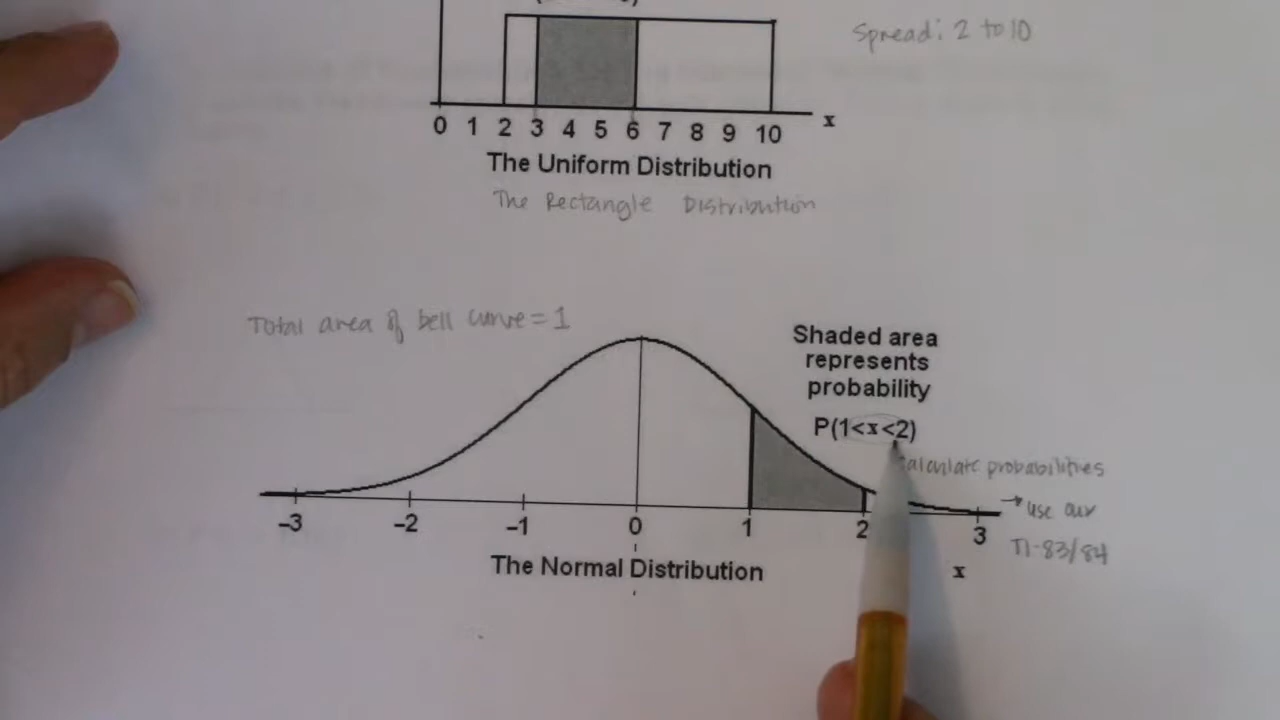 Spread: 2 to 10
0 1 2 3 4 5 6 7 8 9 10 x
The Uniform Distribution
The Rectangle Distribution
Total area of bell curve = 1
Shaded area
represents
probability
P(1<x<2)
calculate probabilities
→ use our
TI-83/84
–3 –2 –1 0 1 2 3
The Normal Distribution
x